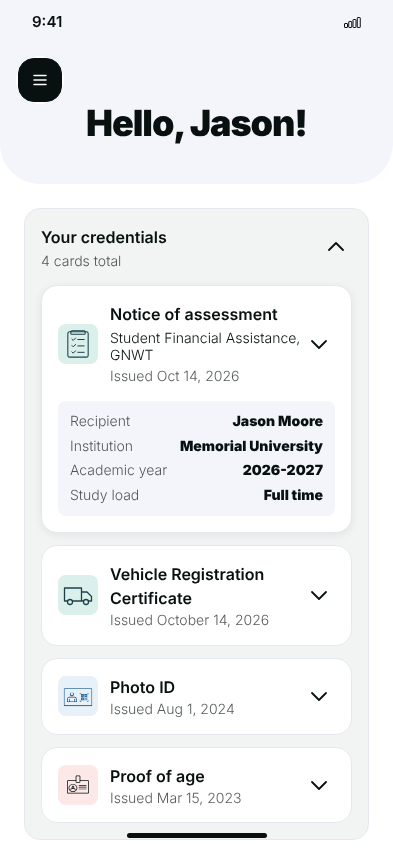 9:41
Hello, Jason!
Your credentials
4 cards total
Notice of assessment
Student Financial Assistance,
GNWT
Issued Oct 14, 2026
Recipient Jason Moore
Institution Memorial University
Academic year 2026-2027
Study load Full time
Vehicle Registration
Certificate
Issued October 14, 2026
Photo ID
Issued Aug 1, 2024
Proof of age
Issued Mar 15, 2023